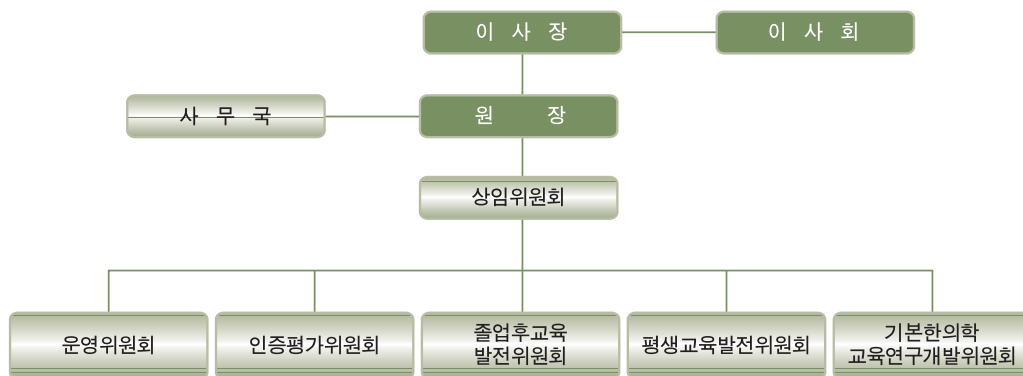 이 사 장
이 사 회
사 무 국
원 장
상임위원회
운영위원회
인증평가위원회
졸업후교육
발전위원회
평생교육발전위원회
기본한의학
교육연구개발위원회